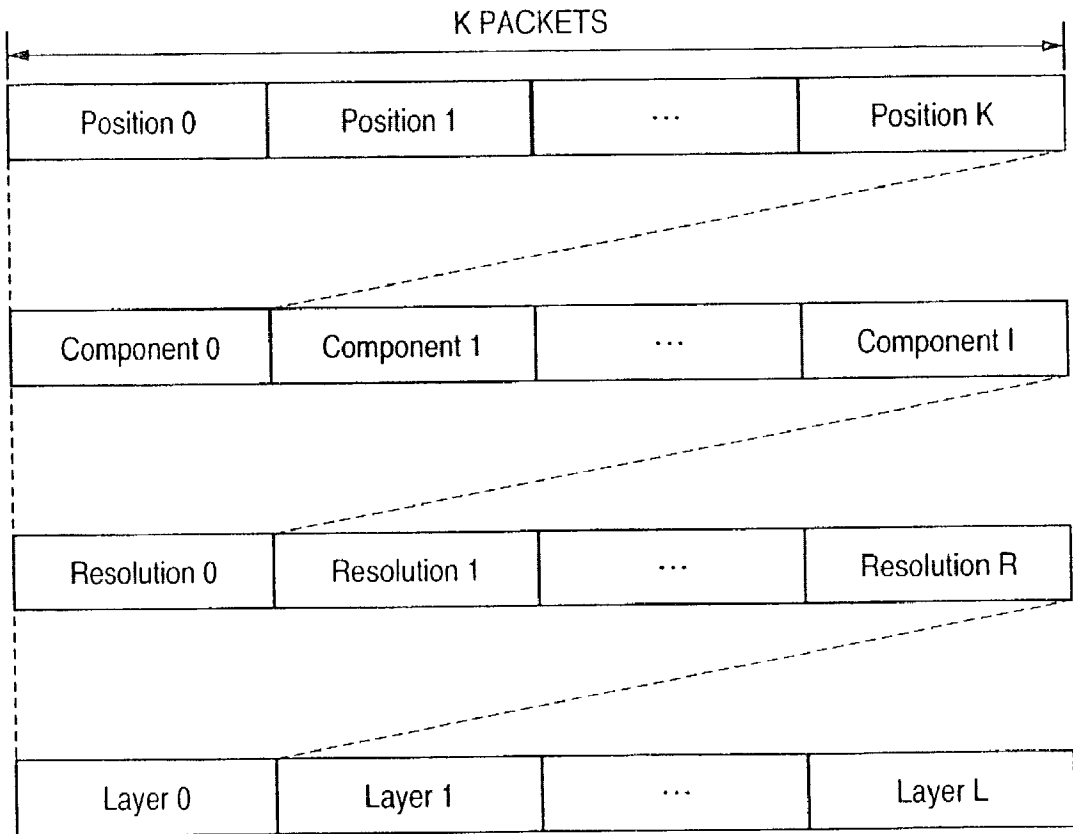 K PACKETS
Position 0 Position 1 ... Position K
Component 0 Component 1 ... Component I
Resolution 0 Resolution 1 ... Resolution R
Layer 0 Layer 1 ... Layer L